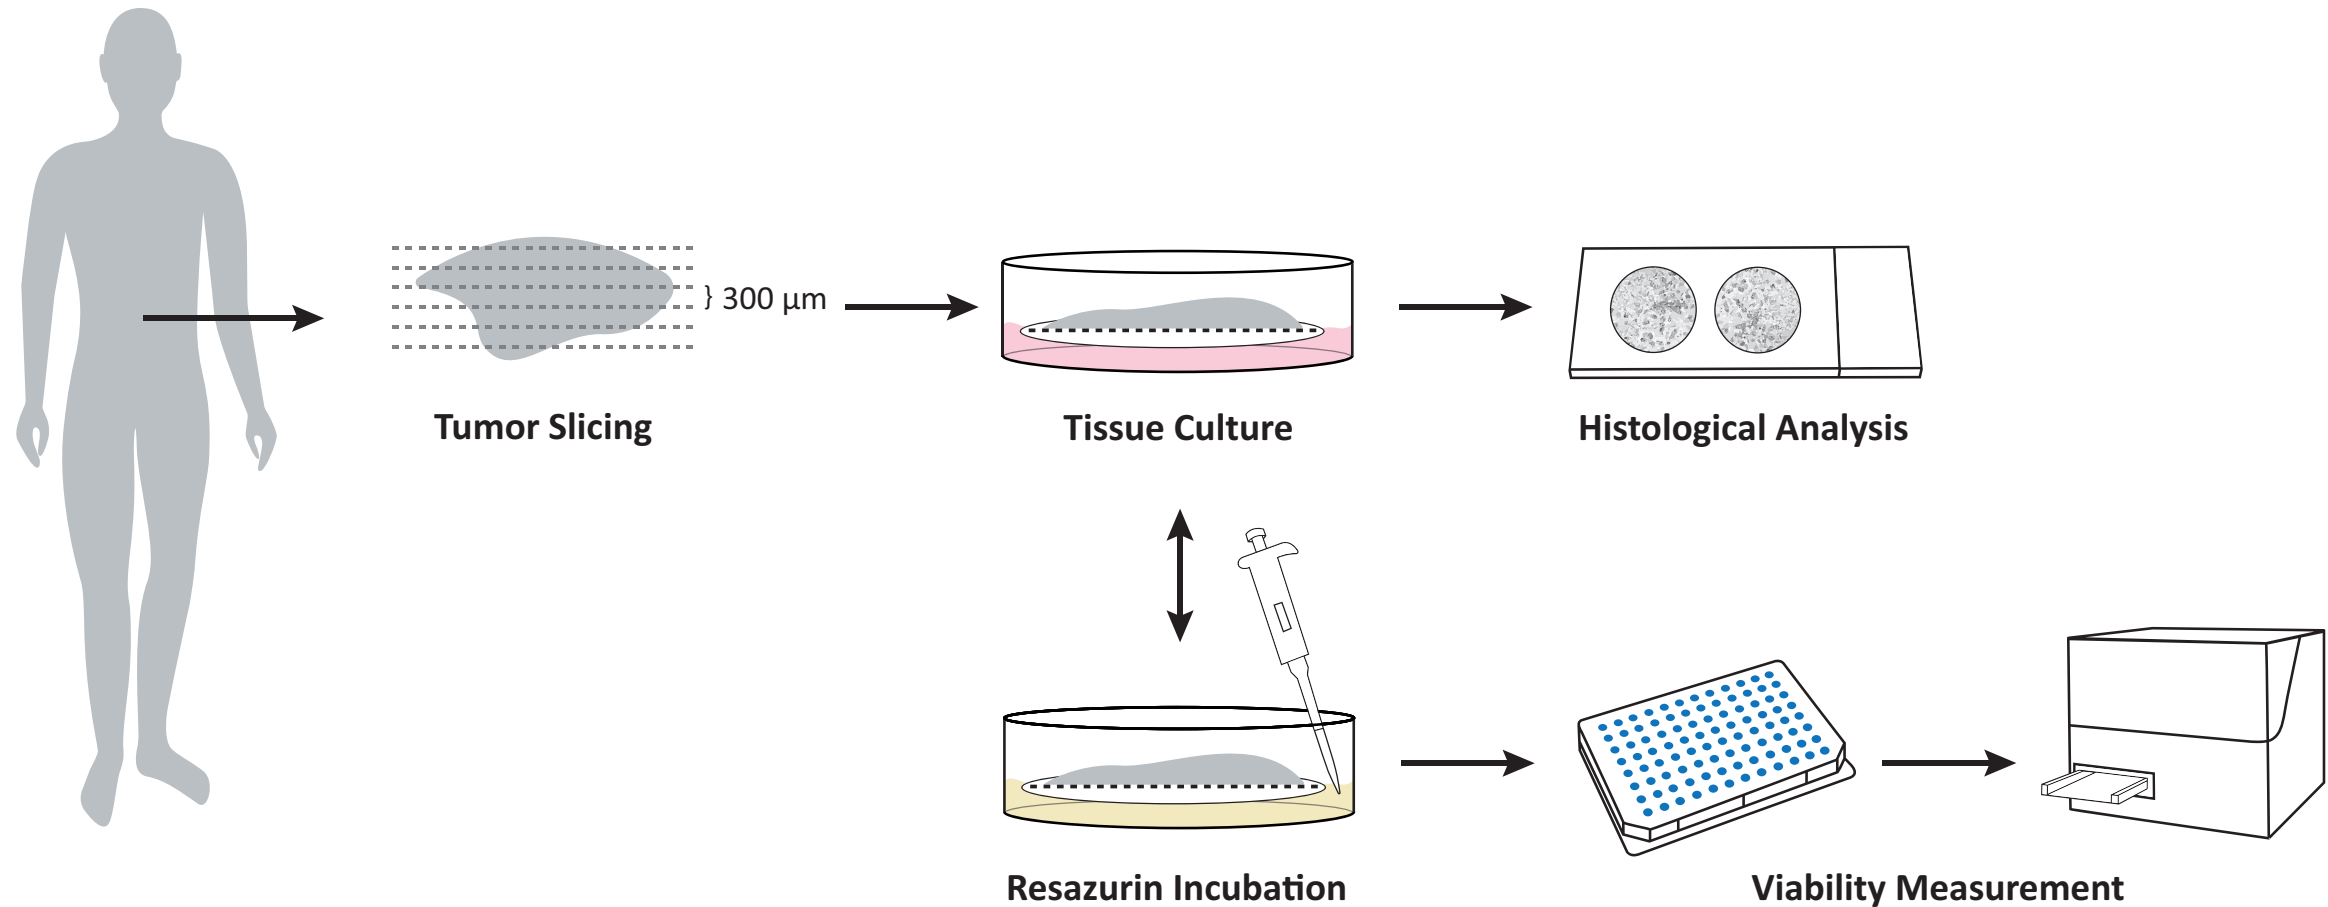 } 300 µm
Tumor Slicing
Tissue Culture
Histological Analysis
Resazurin Incubation
Viability Measurement